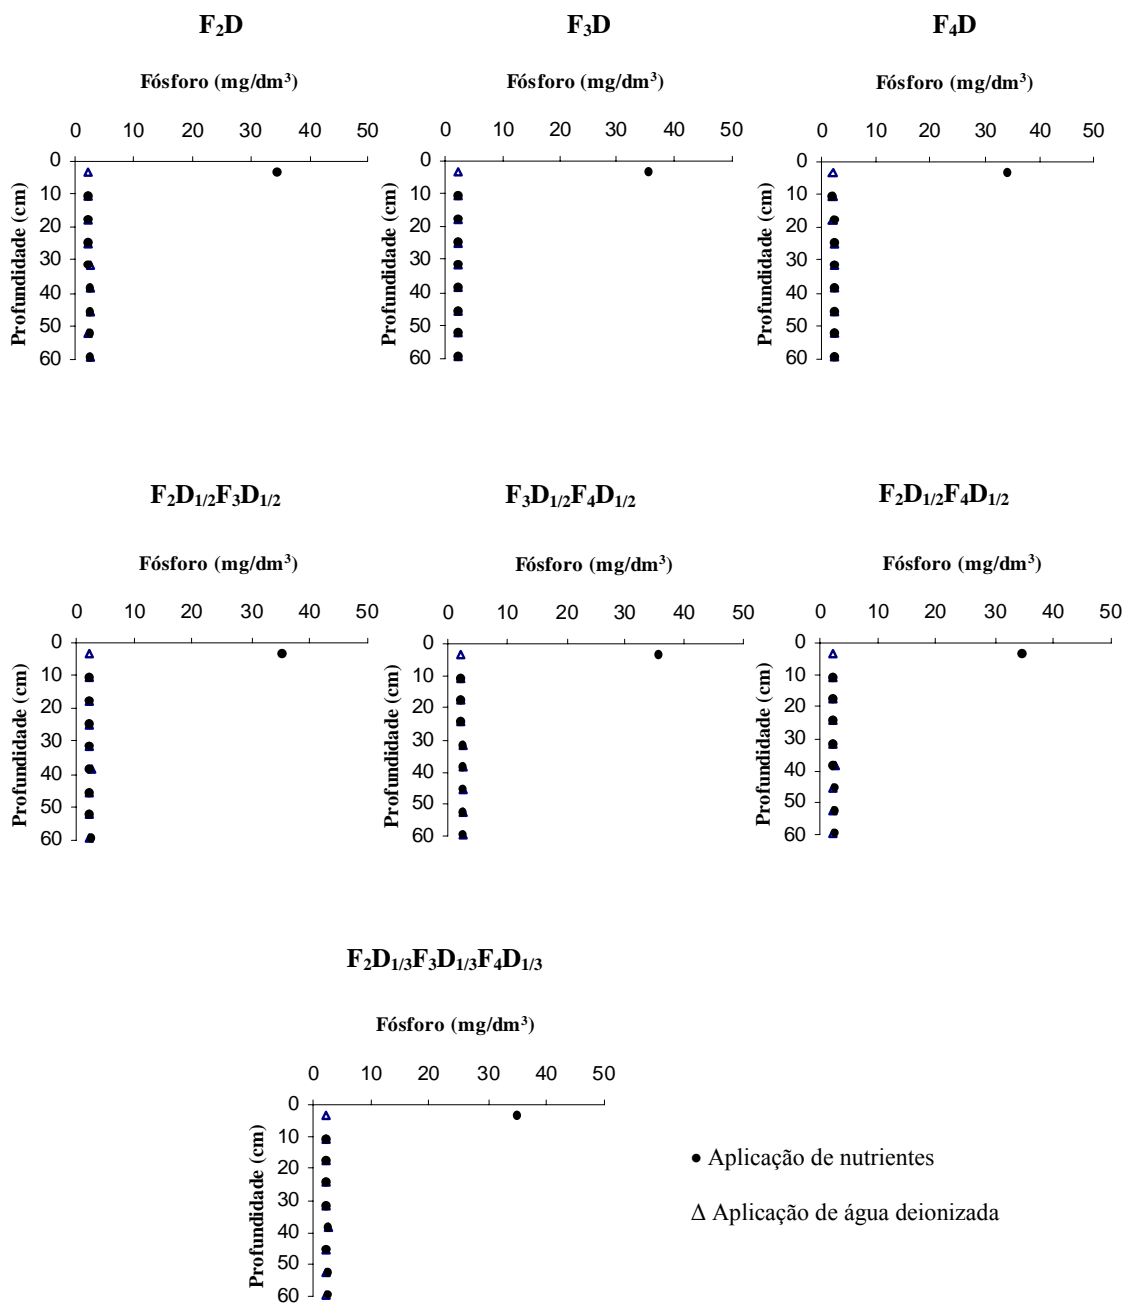 F₂D F₃D F₄D
Fósforo (mg/dm³) Fósforo (mg/dm³) Fósforo (mg/dm³)
0 10 20 30 40 50 0 10 20 30 40 50 0 10 20 30 40 50
Profundidade (cm) Profundidade (cm) Profundidade (cm)
0 0 0
10 10 10
20 20 20
30 30 30
40 40 40
50 50 50
60 60 60
F₂D₁/₂F₃D₁/₂ F₃D₁/₂F₄D₁/₂ F₂D₁/₂F₄D₁/₂
Fósforo (mg/dm³) Fósforo (mg/dm³) Fósforo (mg/dm³)
0 10 20 30 40 50 0 10 20 30 40 50 0 10 20 30 40 50
Profundidade (cm) Profundidade (cm) Profundidade (cm)
0 0 0
10 10 10
20 20 20
30 30 30
40 40 40
50 50 50
60 60 60
F₂D₁/₃F₃D₁/₃F₄D₁/₃
Fósforo (mg/dm³)
0 10 20 30 40 50
Profundidade (cm)
0
10
20
30
40
50
60
● Aplicação de nutrientes
Δ Aplicação de água deionizada